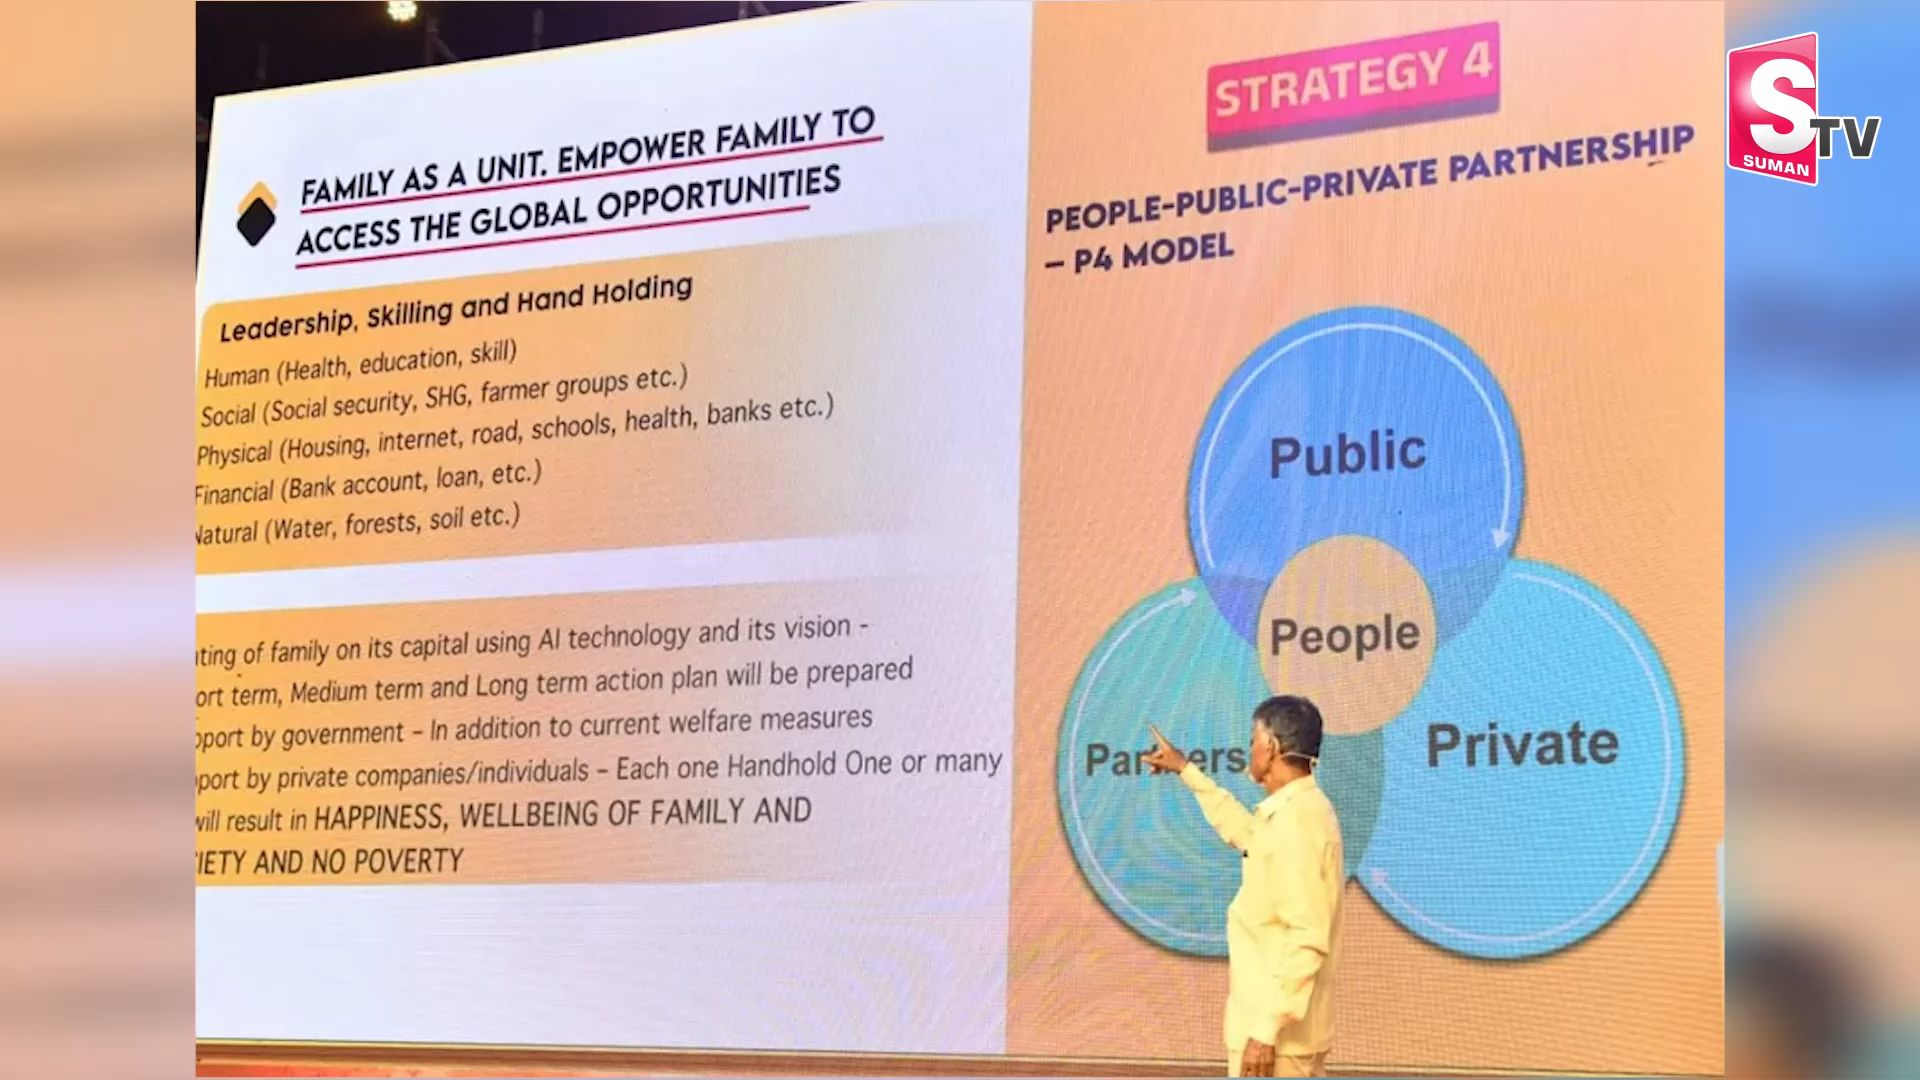 FAMILY AS A UNIT. EMPOWER FAMILY TO
ACCESS THE GLOBAL OPPORTUNITIES
Leadership, Skilling and Hand Holding
Human (Health, education, skill)
Social (Social security, SHG, farmer groups etc.)
Physical (Housing, internet, road, schools, health, banks etc.)
Financial (Bank account, loan, etc.)
Natural (Water, forests, soil etc.)
of family on its capital using AI technology and its vision -
term, Medium term and Long term action plan will be prepared
by government – In addition to current welfare measures
by private companies/individuals – Each one Handhold One or many
will result in HAPPINESS, WELLBEING OF FAMILY AND
AND NO POVERTY
STRATEGY 4
PEOPLE-PUBLIC-PRIVATE PARTNERSHIP
– P4 MODEL
Public
People
Partners
Private
S TV
SUMAN